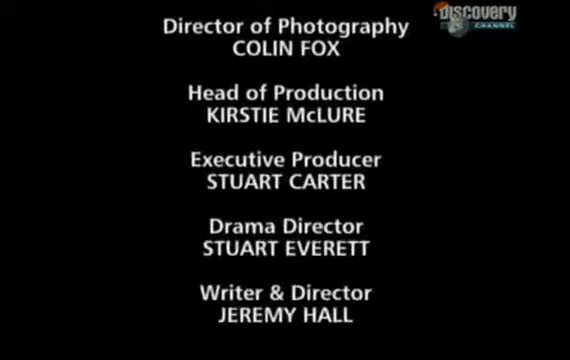 Director of Photography
COLIN FOX
Head of Production
KIRSTIE McLURE
Executive Producer
STUART CARTER
Drama Director
STUART EVERETT
Writer & Director
JEREMY HALL
Discovery
CHANNEL